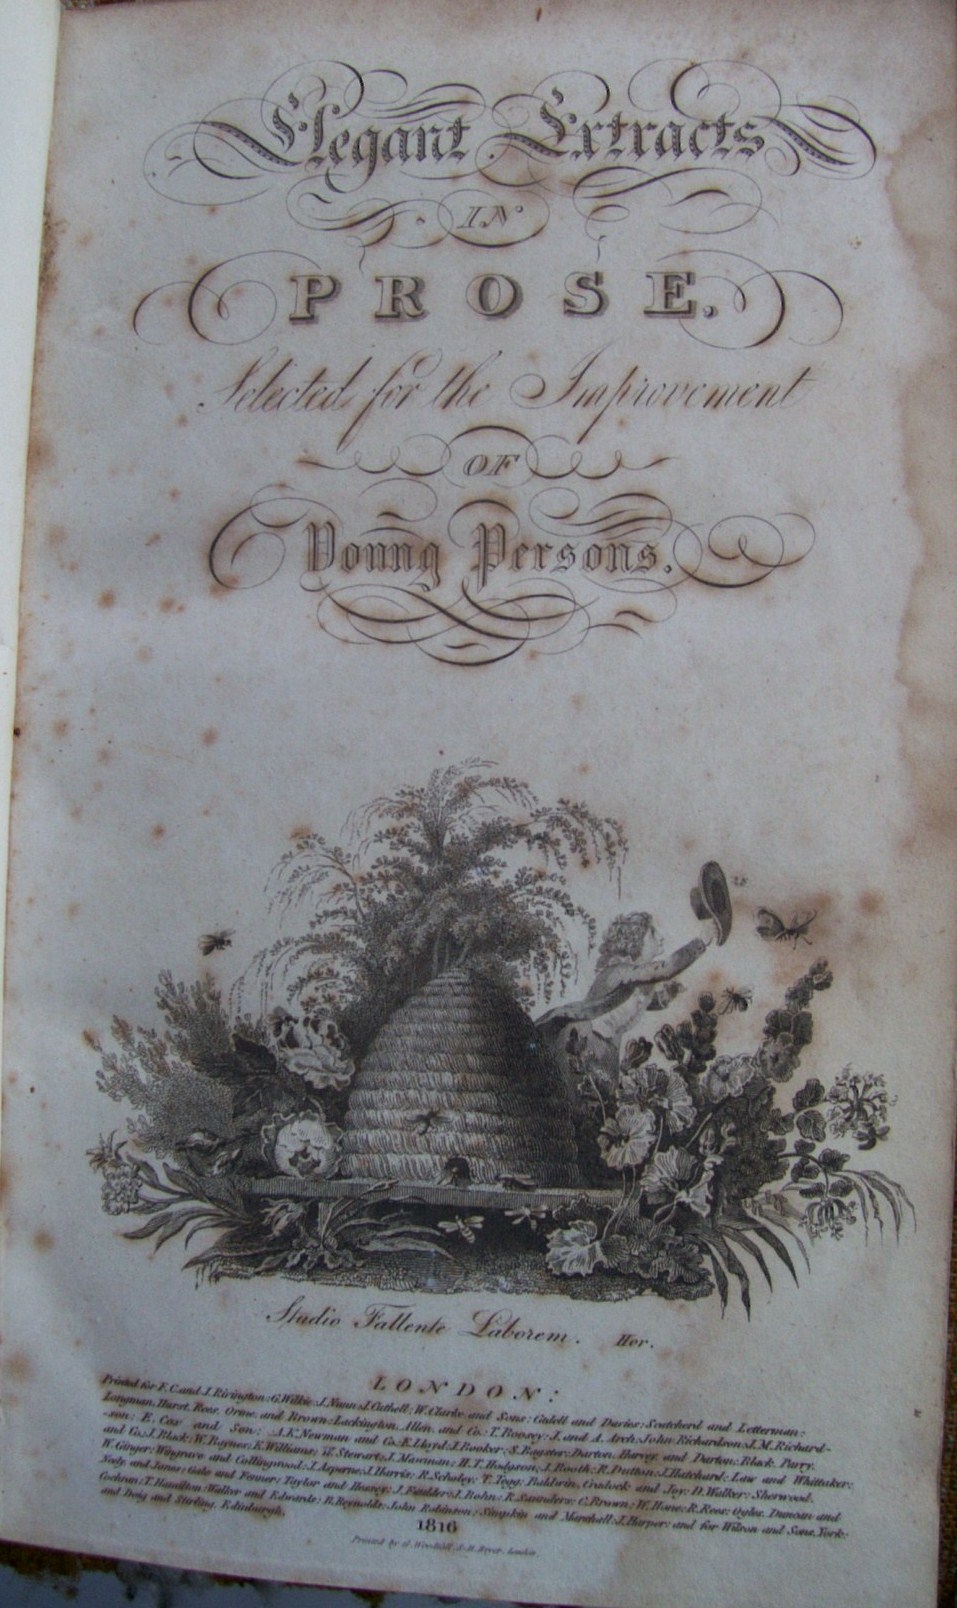 Elegant Extracts
IN
PROSE,
Selected for the Improvement
OF
Young Persons.
Studio Fallente Laborem. Hor.
LONDON:
Printed for F.C. and J. Rivington; G. Wilkie; J. Nunn; J. Cuthell; W. Clarke and Sons; Cadell and Davies; Scatcherd and Letterman;
Longman, Hurst, Rees, Orme, and Brown; Lackington, Allen, and Co; T. Boosey; J. and A. Arch; John Richardson; J.M. Richard-
-son; E. Cox and Son; A.K. Newman and Co; E. Lloyd; J. Booker; S. Bagster; Darton, Harvey, and Darton; Black, Parry,
and Co; J. Black; W. Baynes; E. Williams; W. Stewart; J. Mawman; H.T. Hodgson; J. Booth; R. Dutton; J. Hatchard; Law and Whittaker;
W. Ginger; Wingrave and Collingwood; J. Asperne; J. Harris; R. Scholey; T. Tegg; Baldwin, Cradock and Joy; D. Walker; Sherwood,
Neely, and Jones; Gale and Fenner; Taylor and Hessey; J. Faulder; J. Bohn; R. Saunders; C. Brown; W. Hone; R. Rees; Ogles, Duncan and
Cochran; T. Hamilton; Walker and Edwards; B. Reynolds; John Robinson; Simpkin and Marshall; J. Harper; and for Wilson and Sons, York;
and Doig and Stirling, Edinburgh.
1816
Printed by G. Woodfall, London.